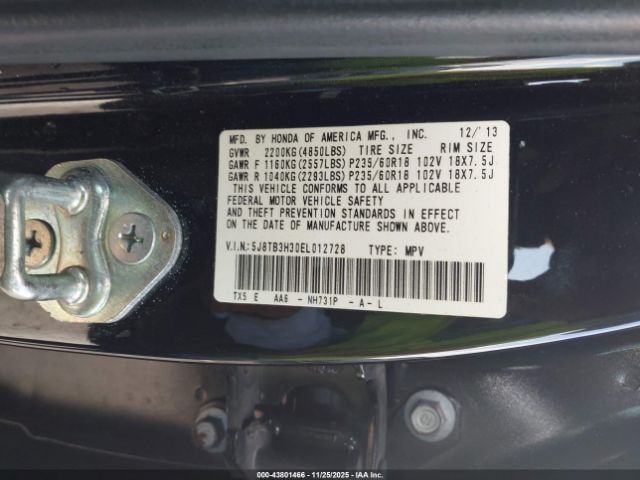 MFD. BY HONDA OF AMERICA MFG., INC. 12/'13
GVWR 2200KG(4850LBS) TIRE SIZE RIM SIZE
GAWR F 1160KG(2557LBS)P235/60R18 102V 18X7.5J
GAWR R 1040KG(2293LBS)P235/60R18 102V 18X7.5J
THIS VEHICLE CONFORMS TO ALL APPLICABLE
FEDERAL MOTOR VEHICLE SAFETY
AND THEFT PREVENTION STANDARDS IN EFFECT
ON THE DATE OF MANUFACTURE SHOWN ABOVE.
V.I.N.:5J8TB3H30EL012728 TYPE: MPV
TX5 E AA6 - NH731P - A - L
000-43801466 - 11/25/2025 - IAA Inc.